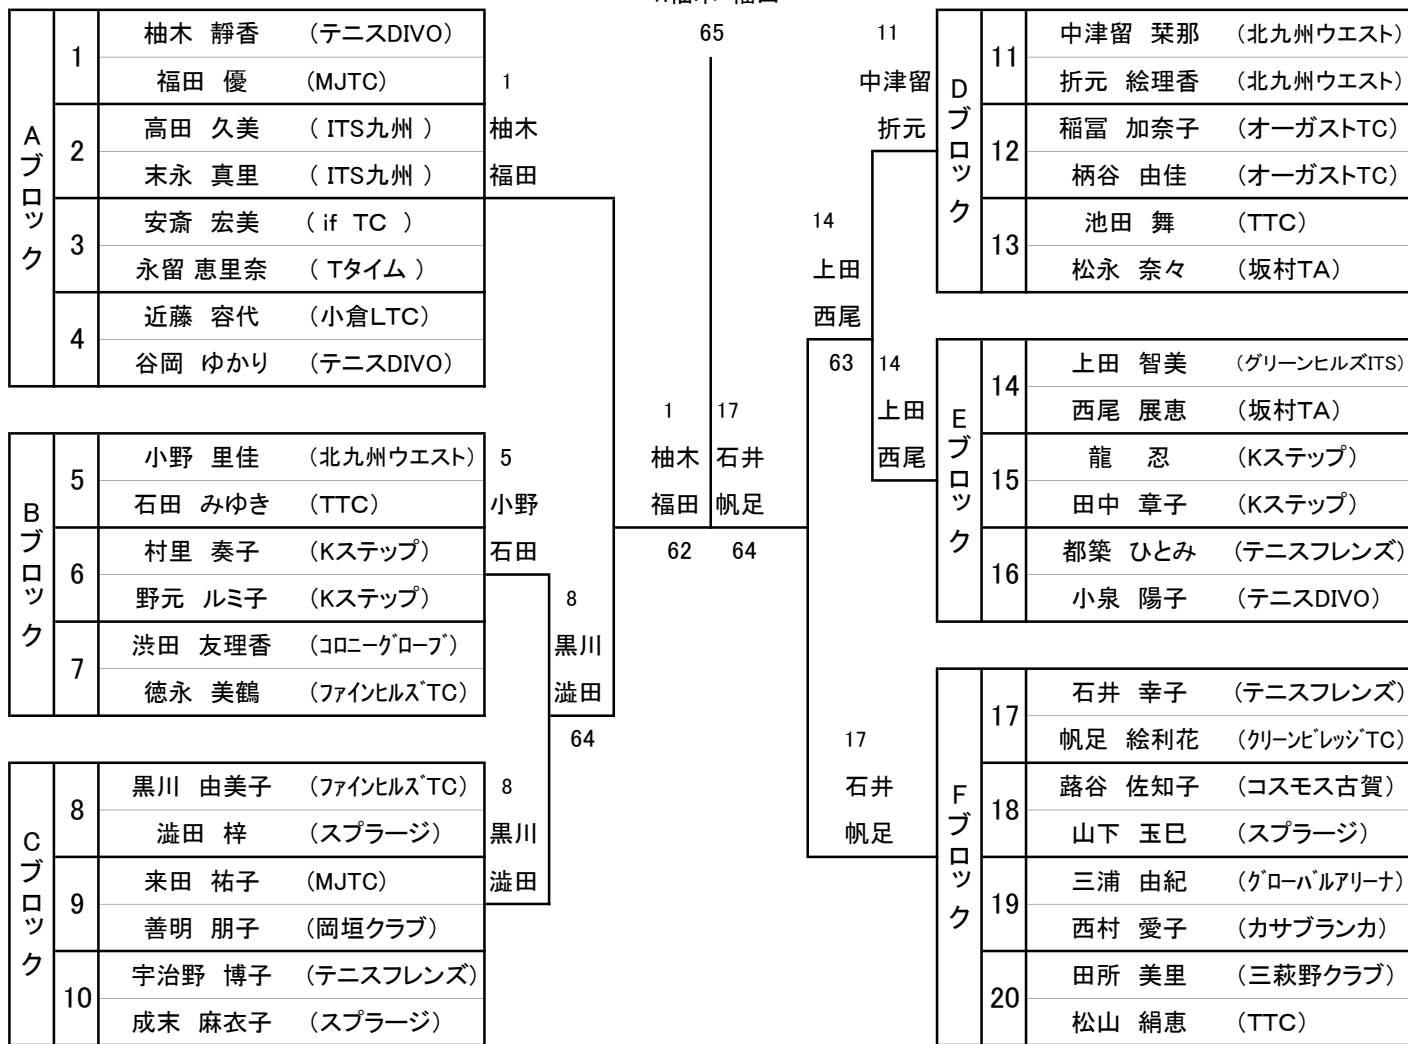 65
Aブロック
1
柚木 靜香 (テニスDIVO)
福田 優 (MJTC)
2
高田 久美 ( ITS九州 )
末永 真里 ( ITS九州 )
3
安斎 宏美 ( if TC )
永留 恵里奈 ( Tタイム )
4
近藤 容代 (小倉LTC)
谷岡 ゆかり (テニスDIVO)
1
柚木
福田
Bブロック
5
小野 里佳 (北九州ウエスト)
石田 みゆき (TTC)
6
村里 奏子 (Kステップ)
野元 ルミ子 (Kステップ)
7
渋田 友理香 (コロニーグローブ)
徳永 美鶴 (ファインヒルズTC)
5
小野
石田
Cブロック
8
黒川 由美子 (ファインヒルズTC)
澁田 梓 (スプラージ)
9
来田 祐子 (MJTC)
善明 朋子 (岡垣クラブ)
10
宇治野 博子 (テニスフレンズ)
成末 麻衣子 (スプラージ)
8
黒川
澁田
8
黒川
澁田
64
1
柚木
福田
62
17
石井
帆足
64
14
上田
西尾
63
11
中津留
折元
Dブロック
11
中津留 栞那 (北九州ウエスト)
折元 絵理香 (北九州ウエスト)
12
稲冨 加奈子 (オーガストTC)
柄谷 由佳 (オーガストTC)
13
池田 舞 (TTC)
松永 奈々 (坂村TA)
14
上田
西尾
Eブロック
14
上田 智美 (グリーンヒルズITS)
西尾 展恵 (坂村TA)
15
龍 忍 (Kステップ)
田中 章子 (Kステップ)
16
都築 ひとみ (テニスフレンズ)
小泉 陽子 (テニスDIVO)
17
石井
帆足
Fブロック
17
石井 幸子 (テニスフレンズ)
帆足 絵利花 (クリーンビレッジTC)
18
蕗谷 佐知子 (コスモス古賀)
山下 玉巳 (スプラージ)
19
三浦 由紀 (グローバルアリーナ)
西村 愛子 (カサブランカ)
20
田所 美里 (三萩野クラブ)
松山 絹恵 (TTC)